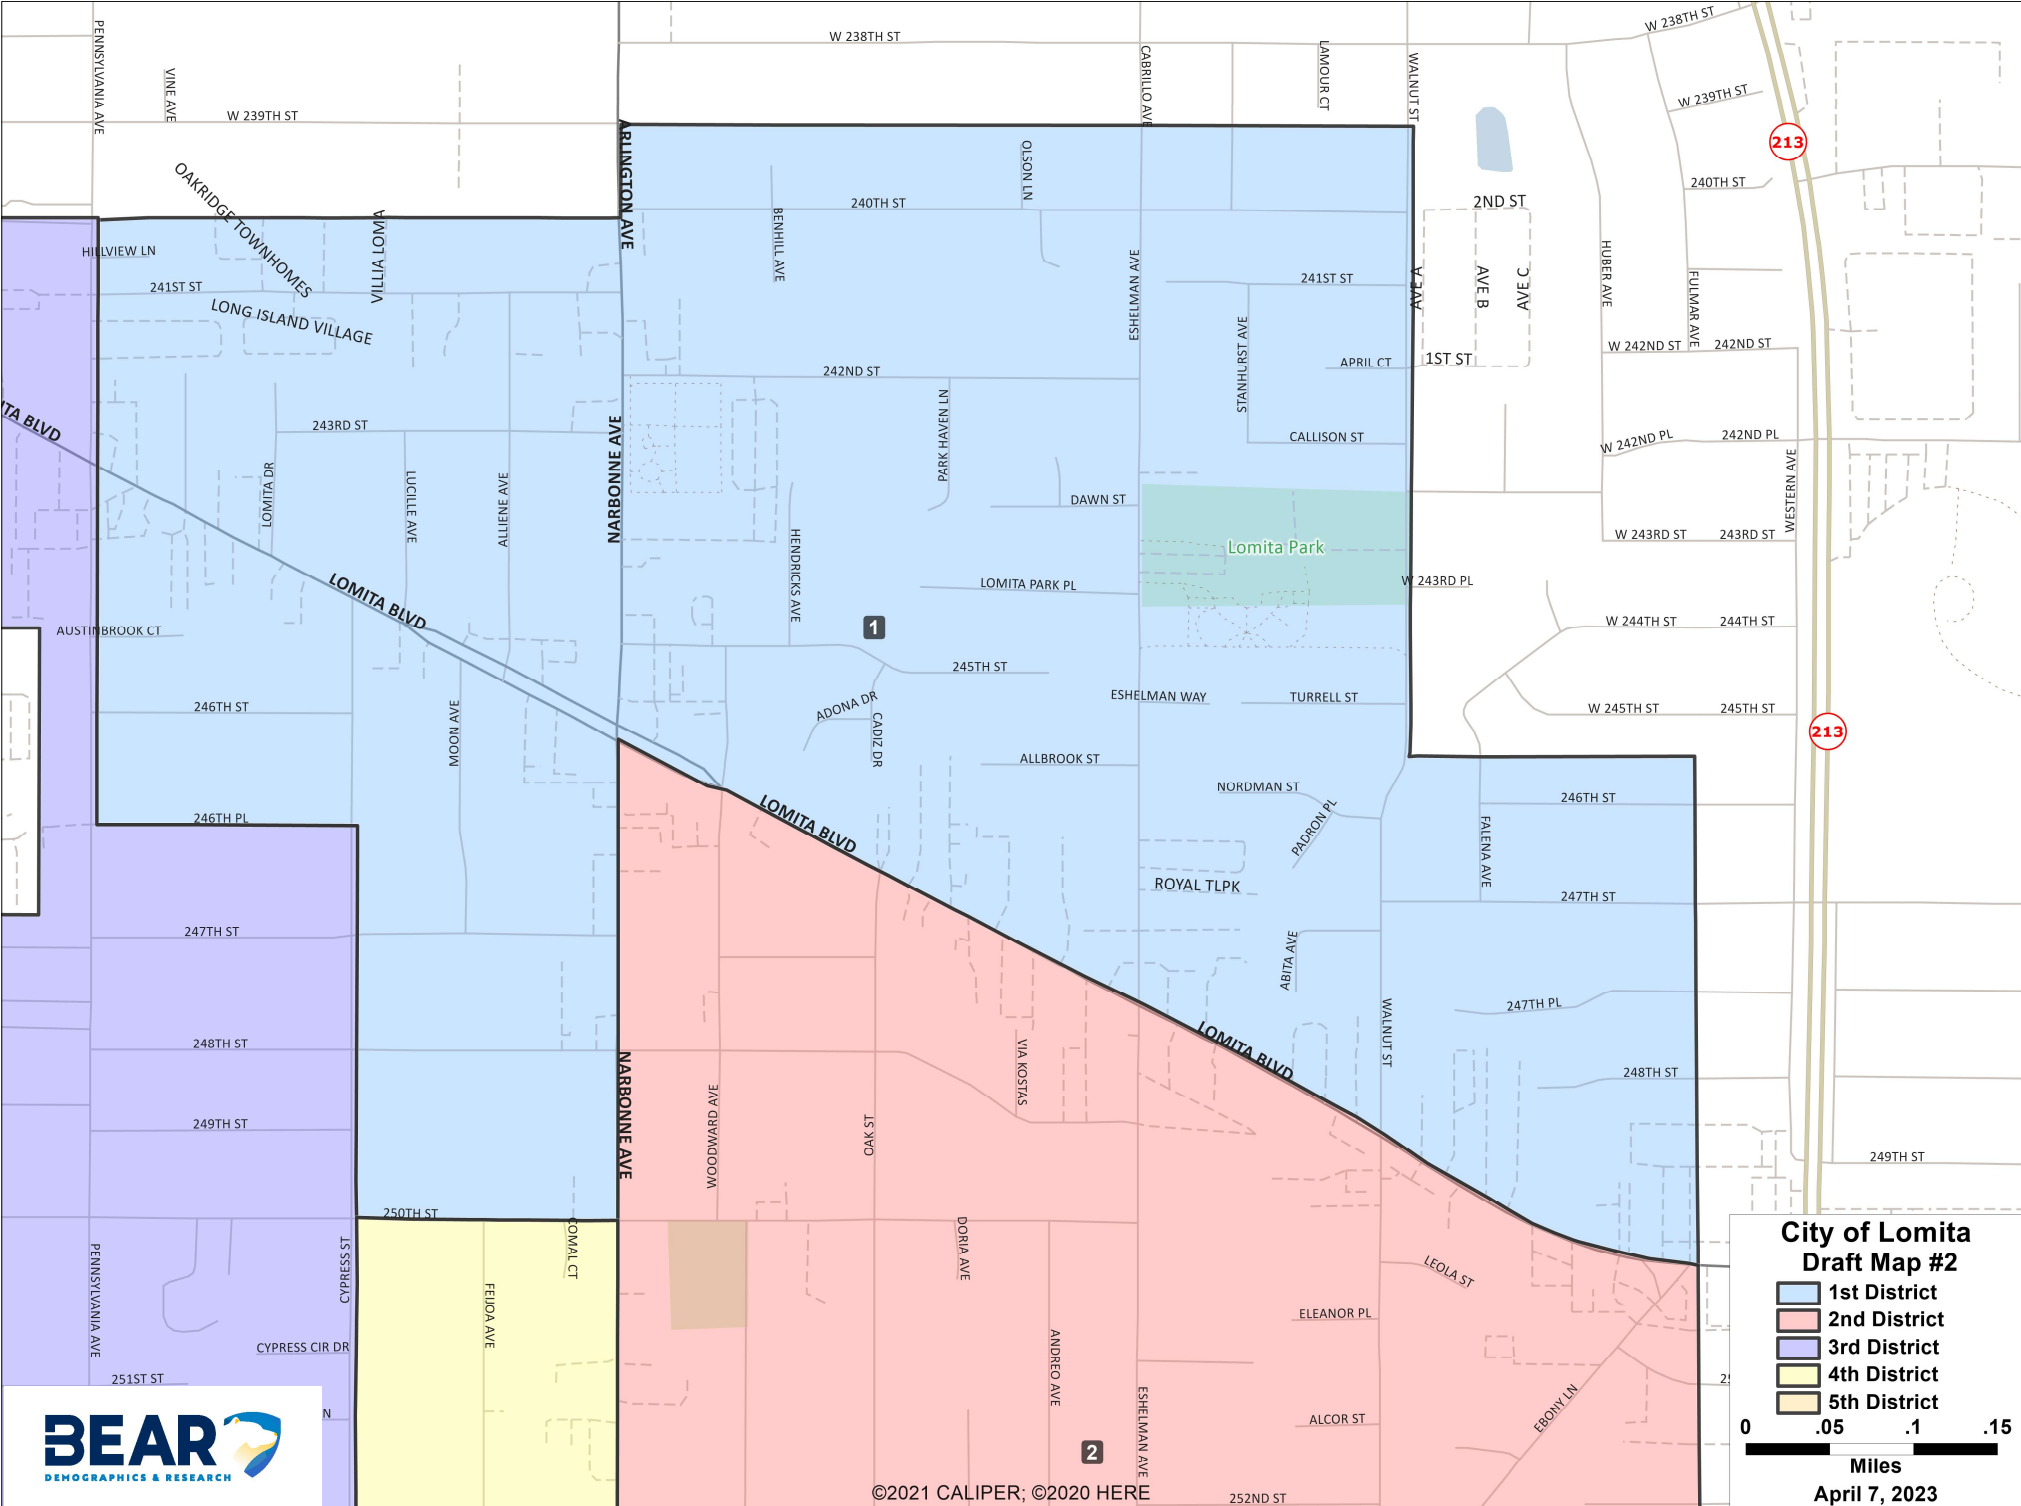 W 238TH ST
W 238TH ST
PENNSYLVANIA AVE
VINE AVE
CABRILLO AVE
LAMOUR CT
WALNUT ST
W 239TH ST
W 239TH ST
213
ARLINGTON AVE
OLSON LN
OAKRIDGE TOWNHOMES
VILLIA LOMA
240TH ST
240TH ST
2ND ST
BENHILL AVE
HILLVIEW LN
ESHELMAN AVE
HUBER AVE
AVE A
AVE B
AVE C
FULMAR AVE
241ST ST
241ST ST
LONG ISLAND VILLAGE
STANHURST AVE
W 242ND ST
242ND ST
APRIL CT
1ST ST
242ND ST
PARK HAVEN LN
ITA BLVD
243RD ST
NARBONNE AVE
CALLISON ST
W 242ND PL
242ND PL
LOMITA DR
LUCILLE AVE
ALLIENE AVE
WESTERN AVE
DAWN ST
HENDRICKS AVE
Lomita Park
W 243RD ST
243RD ST
LOMITA BLVD
LOMITA PARK PL
W 243RD PL
AUSTINBROOK CT
1
W 244TH ST
244TH ST
245TH ST
ESHELMAN WAY
TURRELL ST
246TH ST
MOON AVE
ADONA DR
CADIZ DR
W 245TH ST
245TH ST
213
ALLBROOK ST
NORDMAN ST
PADRON PL
246TH ST
246TH PL
LOMITA BLVD
FALENA AVE
ROYAL TLPK
247TH ST
247TH ST
ABITA AVE
247TH PL
WALNUT ST
LOMITA BLVD
248TH ST
VIA KOSTAS
248TH ST
NARBONNE AVE
WOODWARD AVE
OAK ST
249TH ST
249TH ST
250TH ST
COMAL CT
DORIA AVE
PENNSYLVANIA AVE
CYPRESS ST
FEIJOA AVE
LEOLA ST
ELEANOR PL
CYPRESS CIR DR
ANDREO AVE
251ST ST
25
N
ESHELMAN AVE
ALCOR ST
EBONY LN
2
252ND ST
City of Lomita
Draft Map #2
1st District
2nd District
3rd District
4th District
5th District
0 .05 .1 .15
Miles
April 7, 2023
BEAR
DEMOGRAPHICS & RESEARCH
©2021 CALIPER; ©2020 HERE